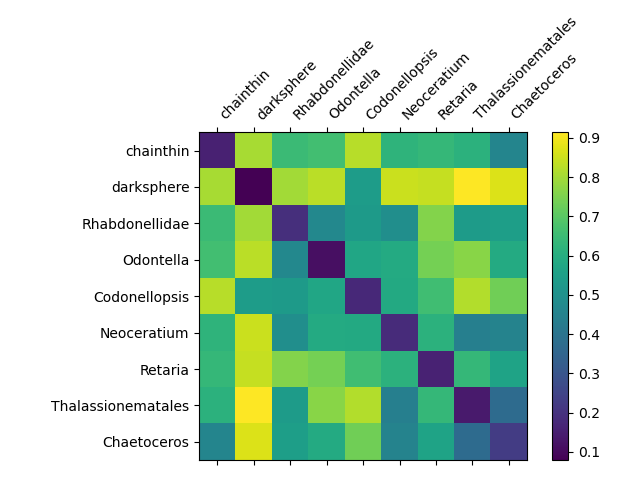 chainthin
darksphere
Rhabdonellidae
Odontella
Codonellopsis
Neoceratium
Retaria
Thalassionematales
Chaetoceros
chainthin
darksphere
Rhabdonellidae
Odontella
Codonellopsis
Neoceratium
Retaria
Thalassionematales
Chaetoceros
0.9
0.8
0.7
0.6
0.5
0.4
0.3
0.2
0.1